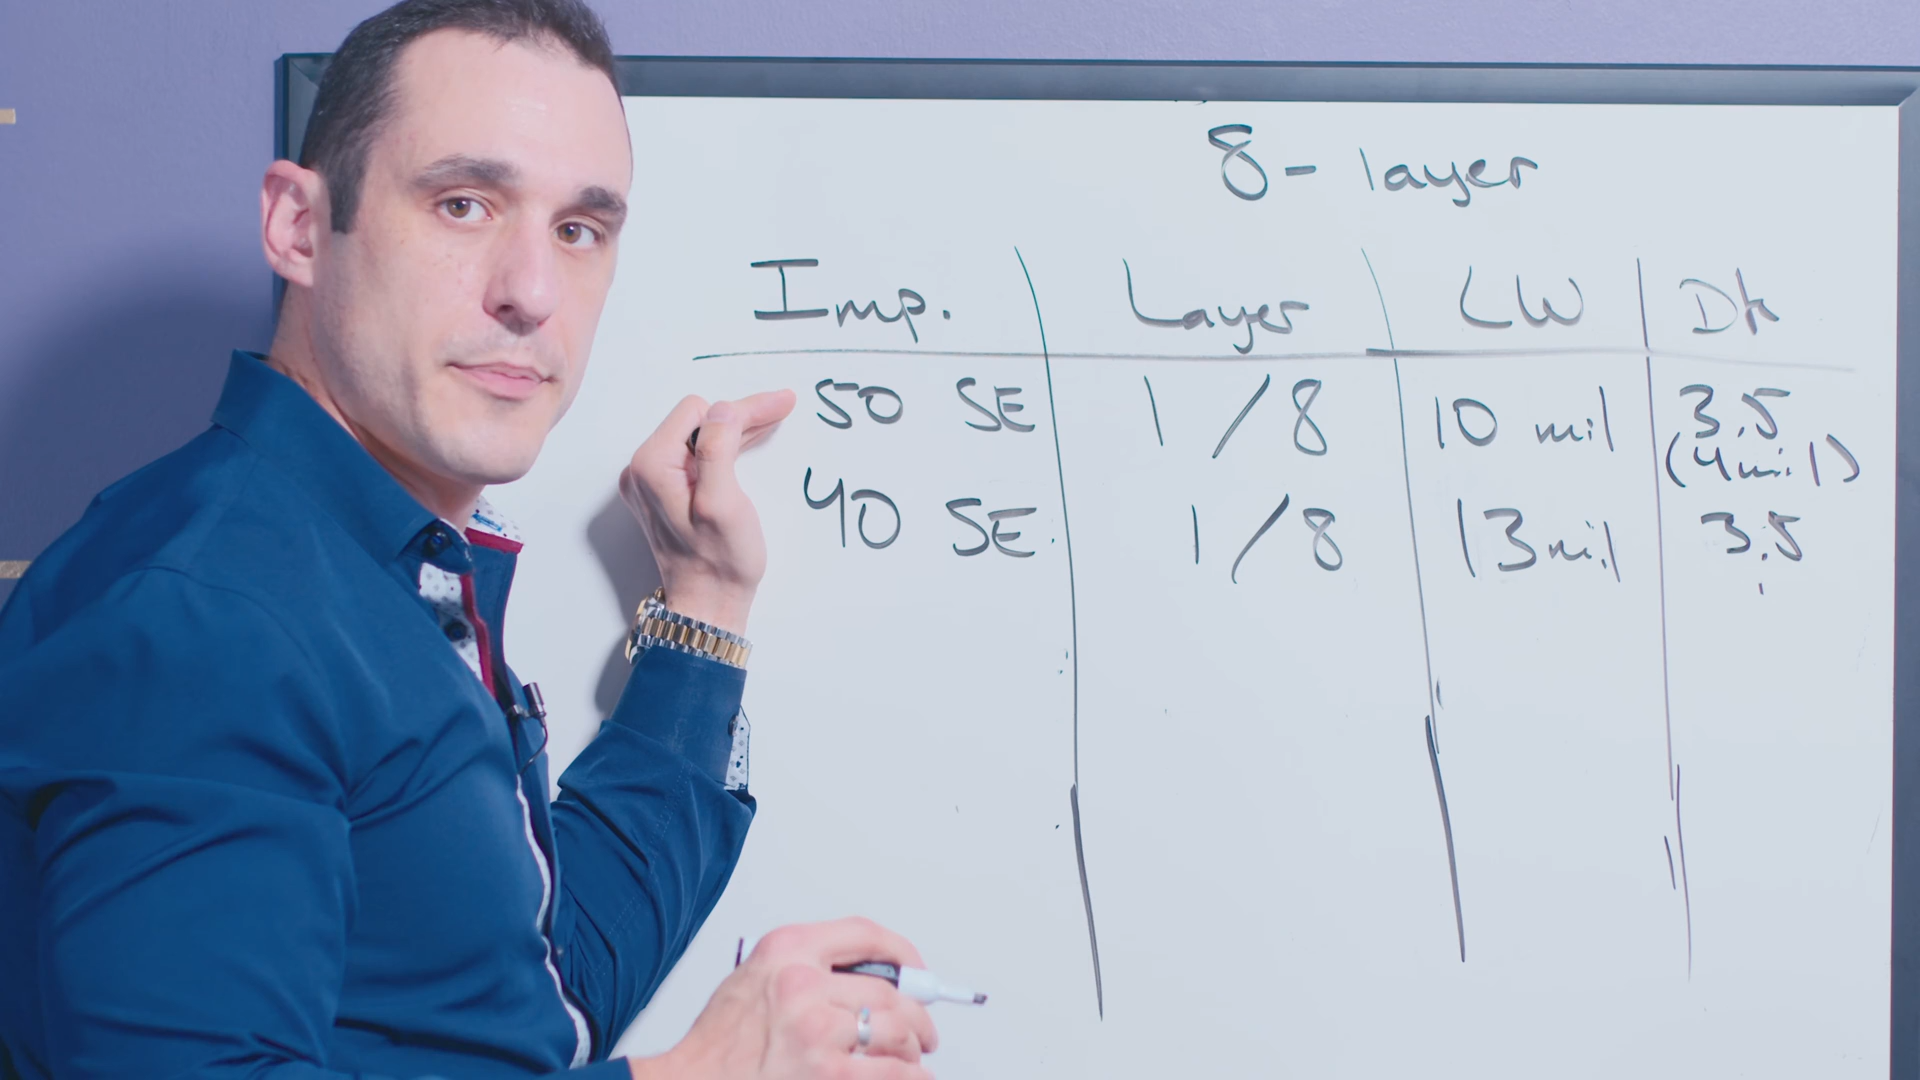 8-layer
Imp. Layer LW Dk
50 SE 1/8 10 mil 3.5
(4mil)
40 SE 1/8 13mil 3.5